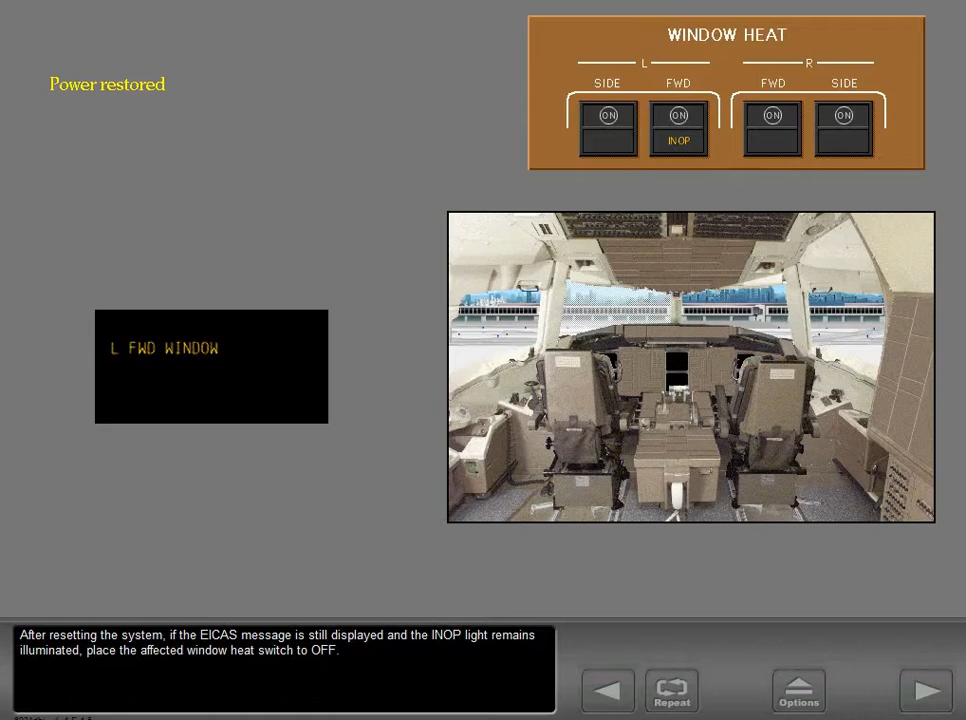 WINDOW HEAT
L
R
SIDE
FWD
FWD
SIDE
ON
ON
ON
ON
INOP
Power restored
L FWD WINDOW
After resetting the system, if the EICAS message is still displayed and the INOP light remains
illuminated, place the affected window heat switch to OFF.
Repeat
Options